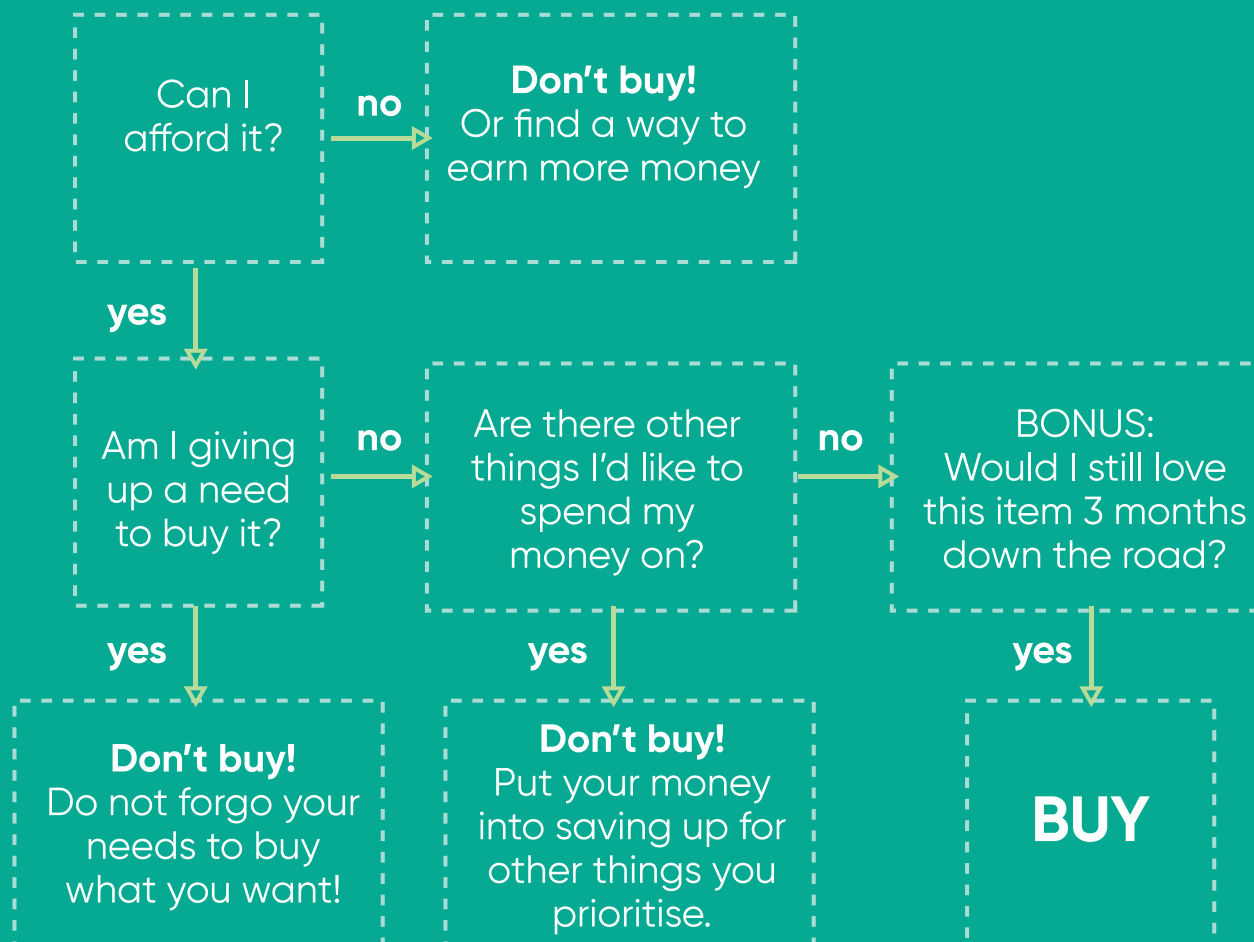 Can I
afford it?
no
Don't buy!
Or find a way to
earn more money
yes
Am I giving
up a need
to buy it?
no
Are there other
things I'd like to
spend my
money on?
no
BONUS:
Would I still love
this item 3 months
down the road?
yes
yes
yes
Don't buy!
Do not forgo your
needs to buy
what you want!
Don't buy!
Put your money
into saving up for
other things you
prioritise.
BUY